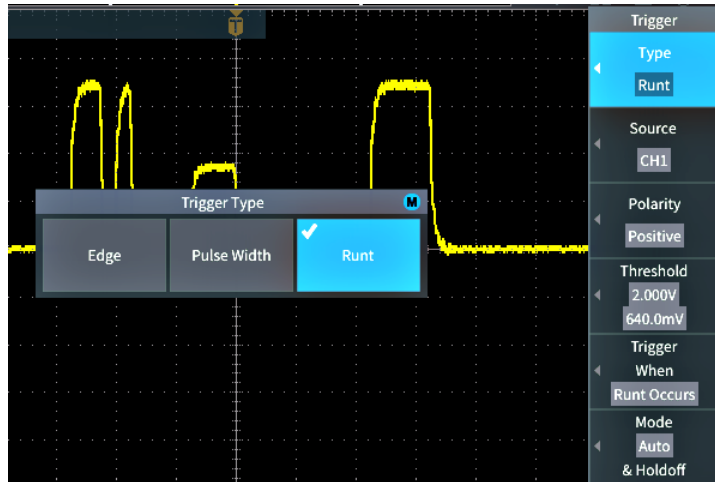 T
Trigger
Type
Runt
Source
CH1
Polarity
Positive
Threshold
2.000V
640.0mV
Trigger
When
Runt Occurs
Mode
Auto
& Holdoff
Trigger Type
M
Edge
Pulse Width
Runt